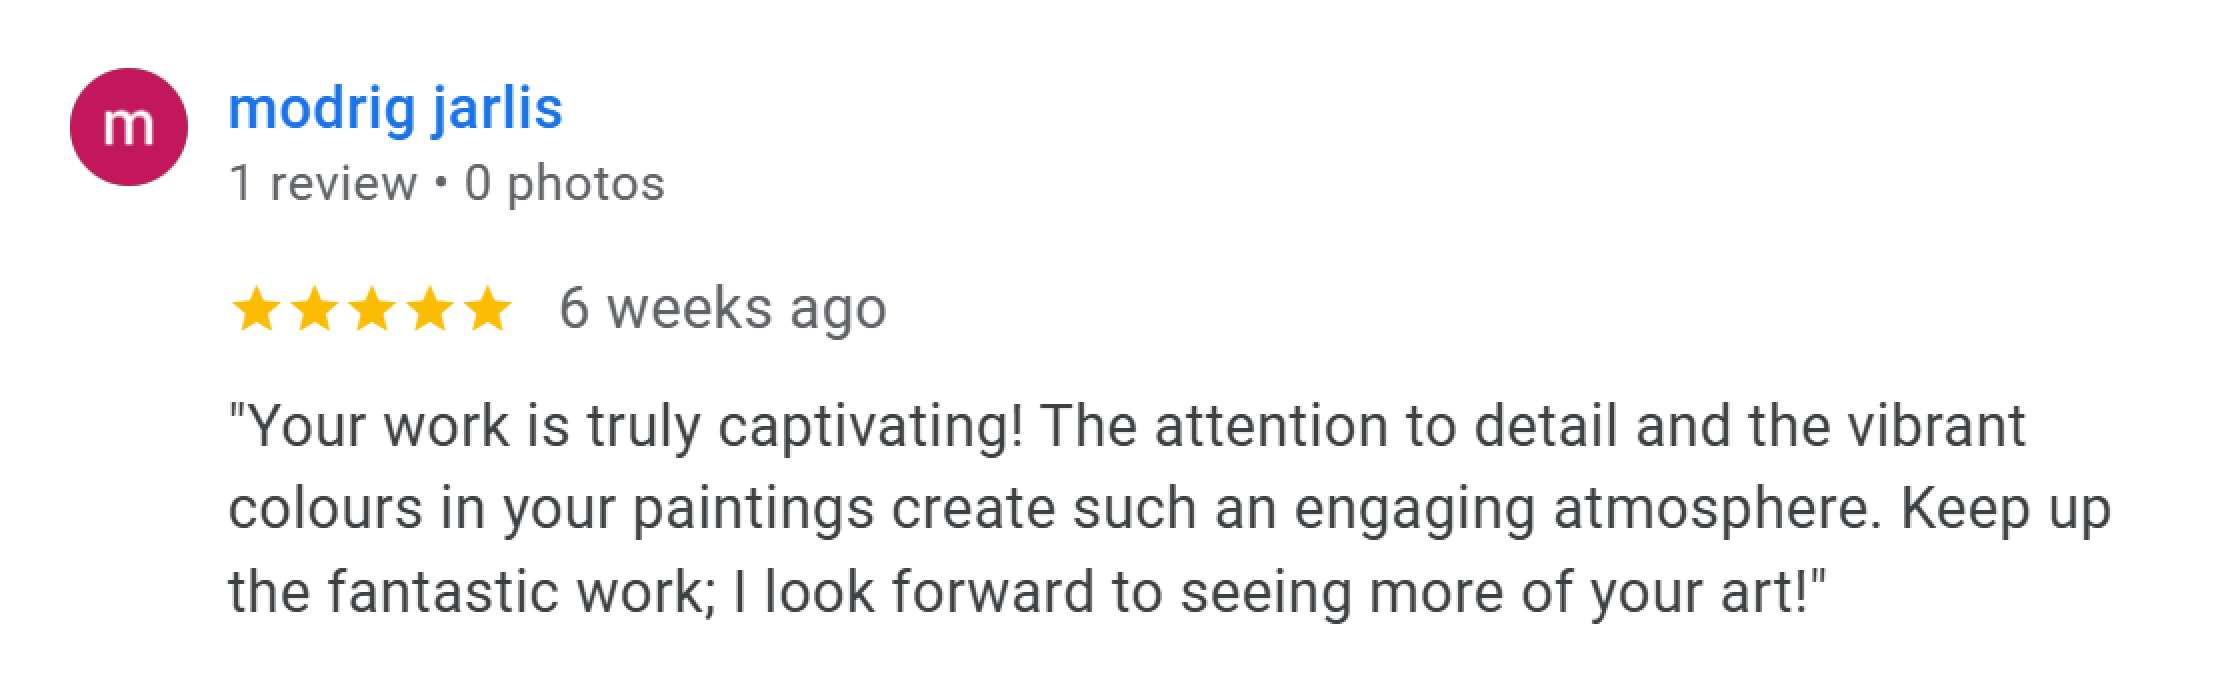 m
modrig jarlis
1 review • 0 photos
6 weeks ago
"Your work is truly captivating! The attention to detail and the vibrant
colours in your paintings create such an engaging atmosphere. Keep up
the fantastic work; I look forward to seeing more of your art!"